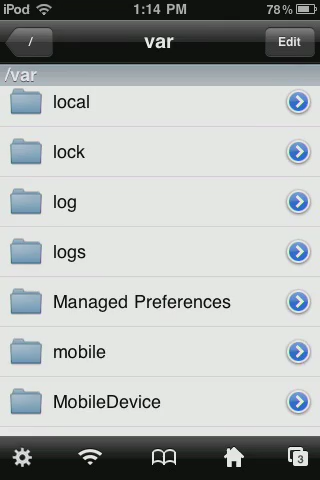 iPod 1:14 PM 78%
/ var Edit
/var
local
lock
log
logs
Managed Preferences
mobile
MobileDevice
3